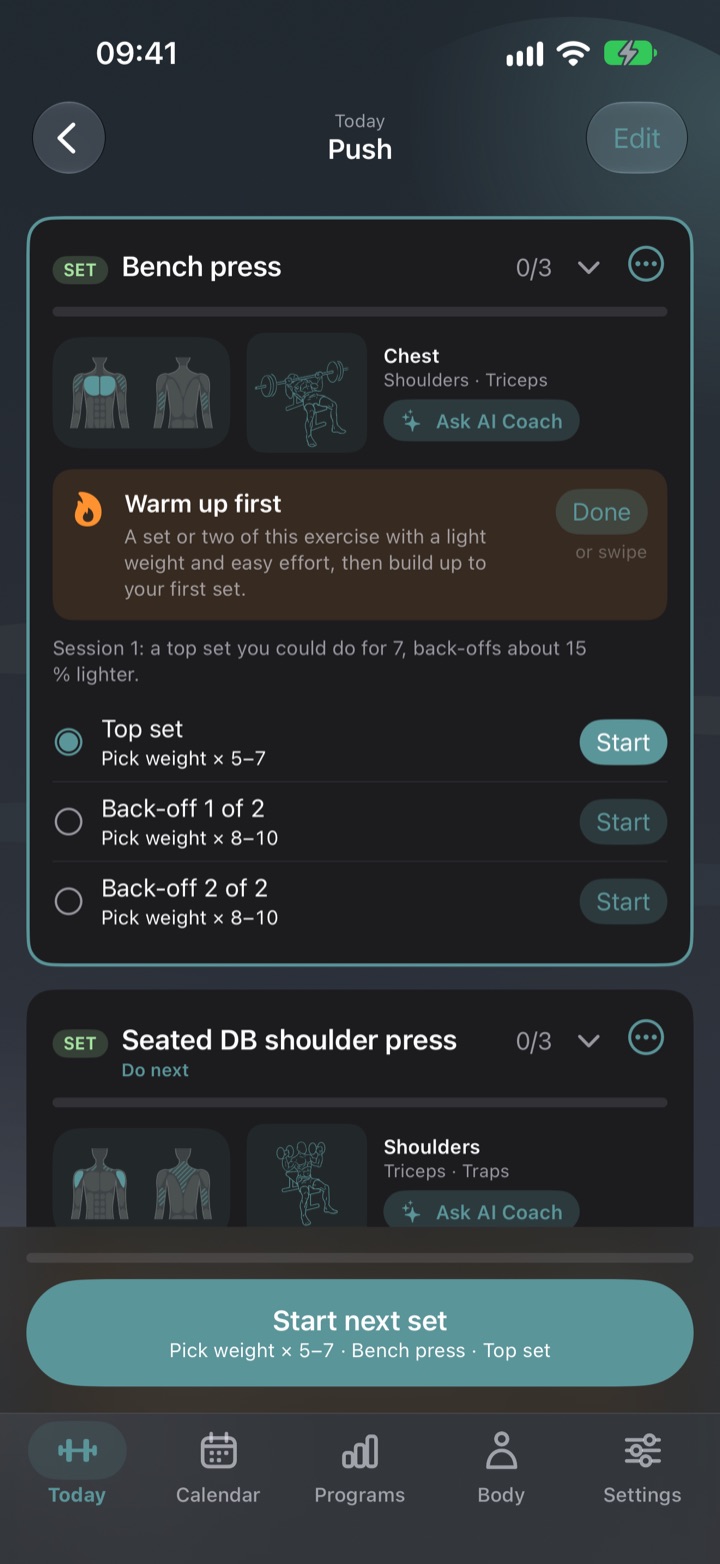 09:41
Today
Push
Edit
SET Bench press 0/3
Chest
Shoulders · Triceps
Ask AI Coach
Warm up first
Done
A set or two of this exercise with a light
or swipe
weight and easy effort, then build up to
your first set.
Session 1: a top set you could do for 7, back-offs about 15
% lighter.
Top set
Pick weight × 5–7
Start
Back-off 1 of 2
Pick weight × 8–10
Start
Back-off 2 of 2
Pick weight × 8–10
Start
SET Seated DB shoulder press 0/3
Do next
Shoulders
Triceps · Traps
Ask AI Coach
Start next set
Pick weight × 5–7 · Bench press · Top set
Today Calendar Programs Body Settings